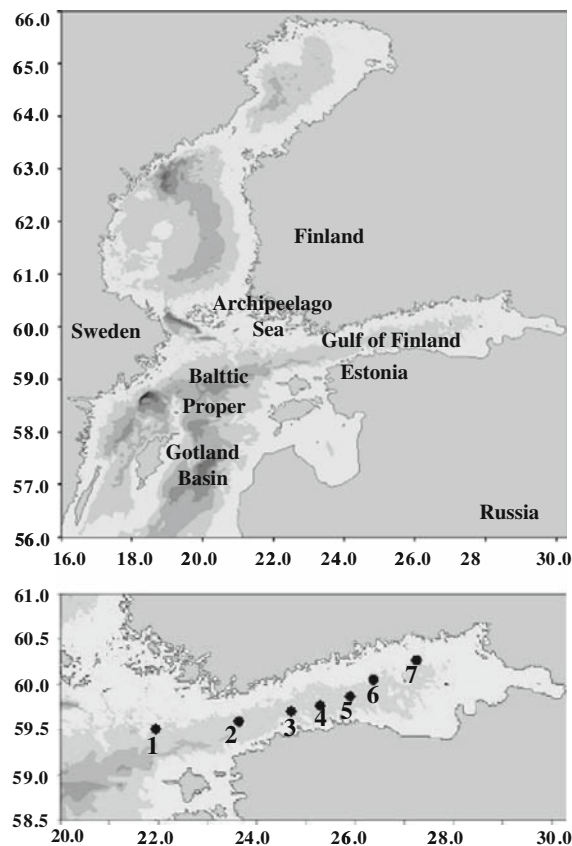 66.0
65.0
64.0
63.0
62.0
61.0
60.0
59.0
58.0
57.0
56.0
Finland
Archipeelago
Sea
Sweden
Gulf of Finland
Balttic
Proper
Estonia
Gotland
Basin
Russia
16.0 18.0 20.0 22.0 24.0 26.0 28.0 30.0
61.0
60.5
60.0
59.5
59.0
58.5
1 2 3 4 5 6 7
20.0 22.0 24.0 26.0 28.0 30.0